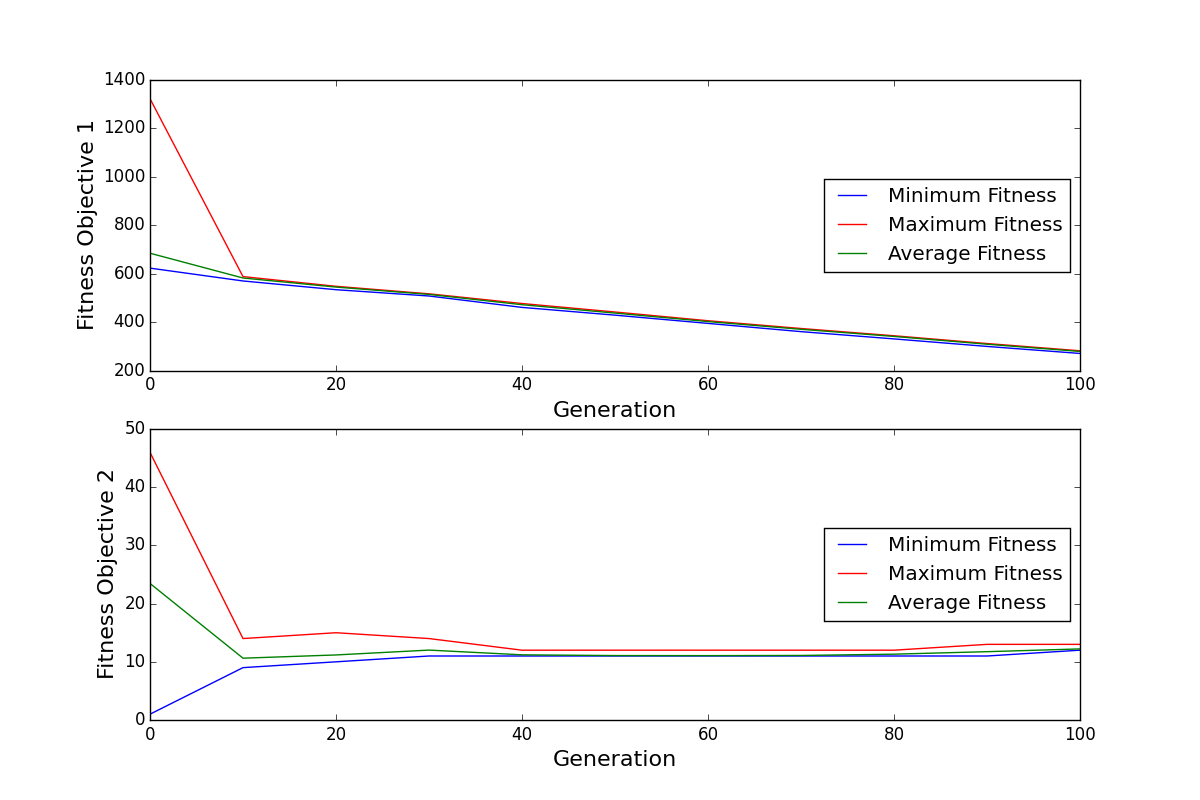 1400
1200
1000
800
600
400
200
Fitness Objective 1
Minimum Fitness
Maximum Fitness
Average Fitness
0 20 40 60 80 100
Generation
50
40
30
20
10
0
Fitness Objective 2
Minimum Fitness
Maximum Fitness
Average Fitness
0 20 40 60 80 100
Generation